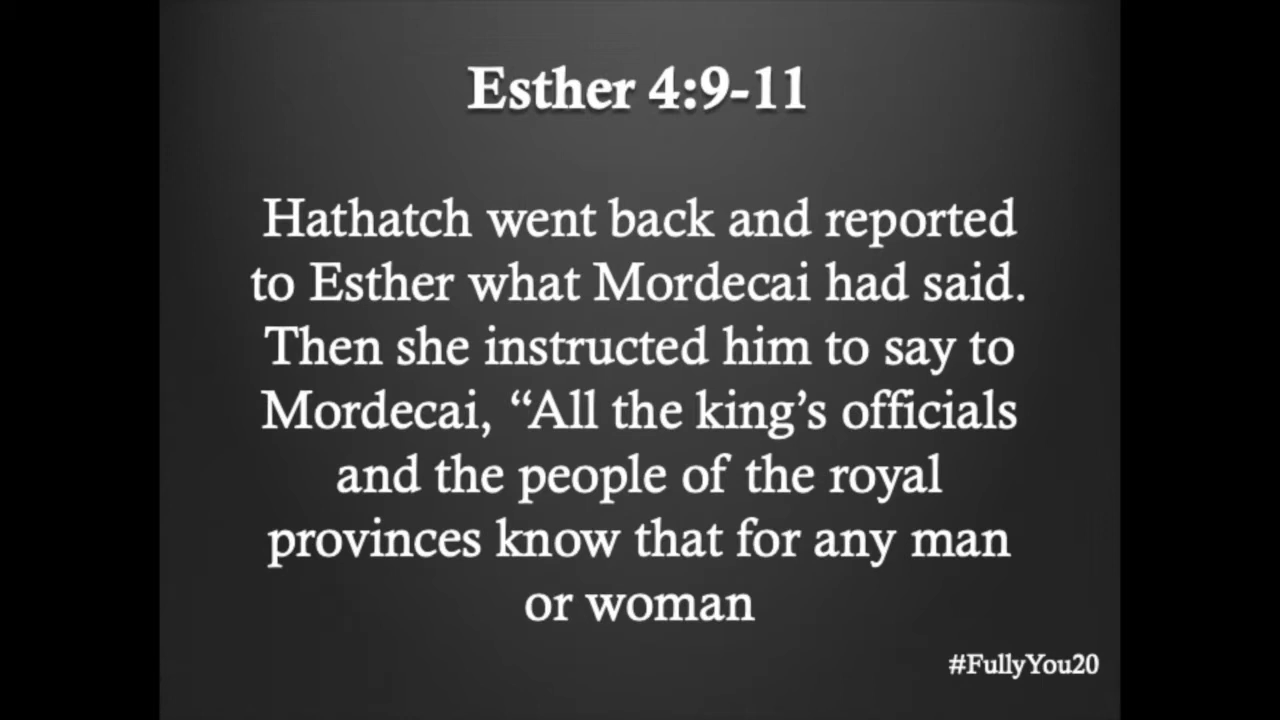 Esther 4:9-11
Hathatch went back and reported
to Esther what Mordecai had said.
Then she instructed him to say to
Mordecai, “All the king’s officials
and the people of the royal
provinces know that for any man
or woman
#FullyYou20